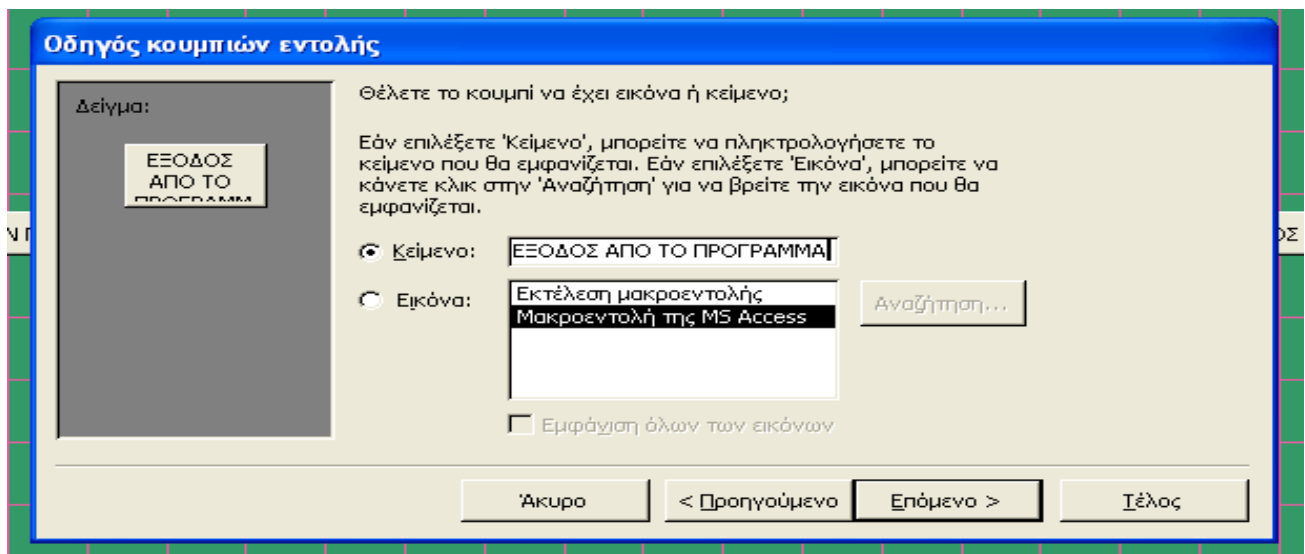 Οδηγός κουμπιών εντολής
Δείγμα:
ΕΞΟΔΟΣ
ΑΠΟ ΤΟ
ΠΡΟΓΡΑΜΜ
Θέλετε το κουμπί να έχει εικόνα ή κείμενο;
Εάν επιλέξετε 'Κείμενο', μπορείτε να πληκτρολογήσετε το
κείμενο που θα εμφανίζεται. Εάν επιλέξετε 'Εικόνα', μπορείτε να
κάνετε κλικ στην 'Αναζήτηση' για να βρείτε την εικόνα που θα
εμφανίζεται.
Κείμενο: ΕΞΟΔΟΣ ΑΠΟ ΤΟ ΠΡΟΓΡΑΜΜΑ
Εικόνα: Εκτέλεση μακροεντολής
Μακροεντολή της MS Access
Αναζήτηση...
Εμφάνιση όλων των εικόνων
Άκυρο < Προηγούμενο Επόμενο > Τέλος